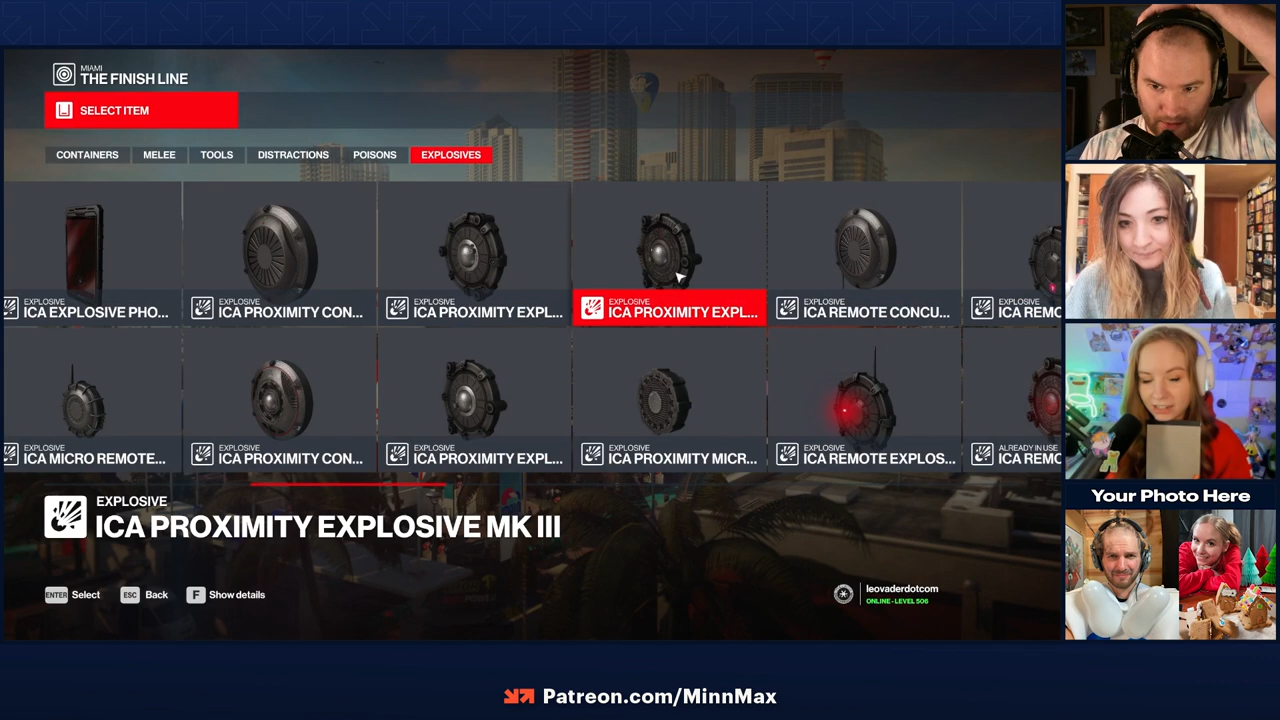 MIAMI
THE FINISH LINE
SELECT ITEM
CONTAINERS MELEE TOOLS DISTRACTIONS POISONS EXPLOSIVES
EXPLOSIVE
ICA EXPLOSIVE PHO...
EXPLOSIVE
ICA PROXIMITY CON...
EXPLOSIVE
ICA PROXIMITY EXPL...
EXPLOSIVE
ICA PROXIMITY EXPL...
EXPLOSIVE
ICA REMOTE CONCU...
EXPLOSIVE
ICA REMO
EXPLOSIVE
ICA MICRO REMOTE...
EXPLOSIVE
ICA PROXIMITY CON...
EXPLOSIVE
ICA PROXIMITY EXPL...
EXPLOSIVE
ICA PROXIMITY MICR...
EXPLOSIVE
ICA REMOTE EXPLOS...
ALREADY IN USE
ICA REMO
EXPLOSIVE
ICA PROXIMITY EXPLOSIVE MK III
ENTER Select ESC Back F Show details
leovaderdotcom
ONLINE - LEVEL 506
Your Photo Here
Patreon.com/MinnMax